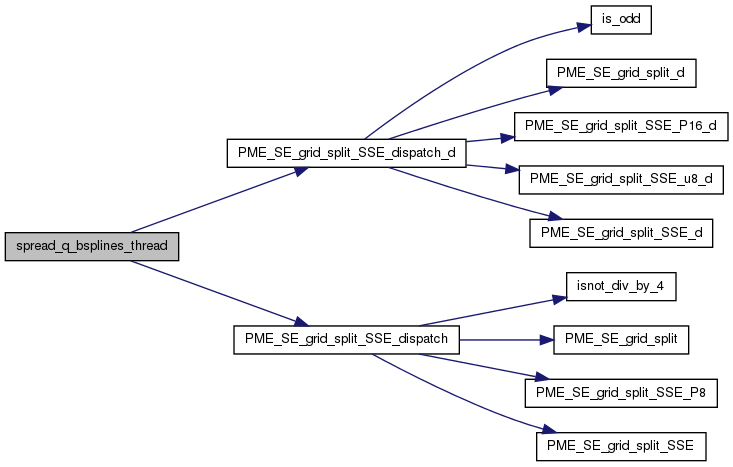 is_odd
PME_SE_grid_split_d
PME_SE_grid_split_SSE_P16_d
PME_SE_grid_split_SSE_dispatch_d
PME_SE_grid_split_SSE_u8_d
PME_SE_grid_split_SSE_d
spread_q_bsplines_thread
isnot_div_by_4
PME_SE_grid_split_SSE_dispatch
PME_SE_grid_split
PME_SE_grid_split_SSE_P8
PME_SE_grid_split_SSE